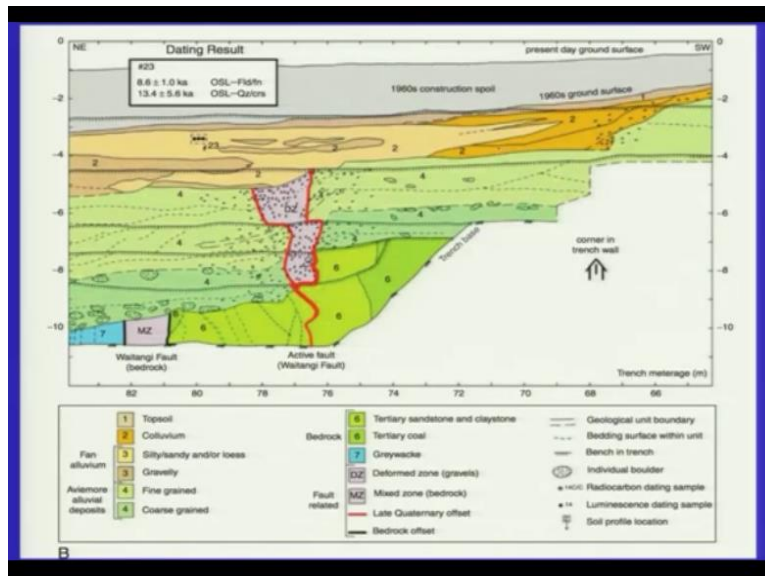 NE
Dating Result
present day ground surface
SW
#23
8.6 ± 1.0 ka OSL--Fld/fn
13.4 ± 5.6 ka OSL--Qz/crs
1960s construction spoil
1960s ground surface
0
-2
-4
-6
-8
-10
0
-2
-4
-6
-8
-10
23
2
2
2
2
2
4
4
4
4
4
4
4
DZ
6
6
6
6
6
7
MZ
Trench base
corner in
trench wall
Waitangi Fault
(bedrock)
Active fault
(Waitangi Fault)
Trench meterage (m)
82 80 78 76 74 72 70 68 66
1 Topsoil
2 Colluvium
Fan
alluvium
3 Silty/sandy and/or loess
3 Gravelly
Aviemore
alluvial
deposits
4 Fine grained
4 Coarse grained
Bedrock
6 Tertiary sandstone and claystone
6 Tertiary coal
7 Greywacke
Fault
related
DZ Deformed zone (gravels)
MZ Mixed zone (bedrock)
Late Quaternary offset
Bedrock offset
Geological unit boundary
Bedding surface within unit
Bench in trench
Individual boulder
Radiocarbon dating sample
14 Luminescence dating sample
Soil profile location
B